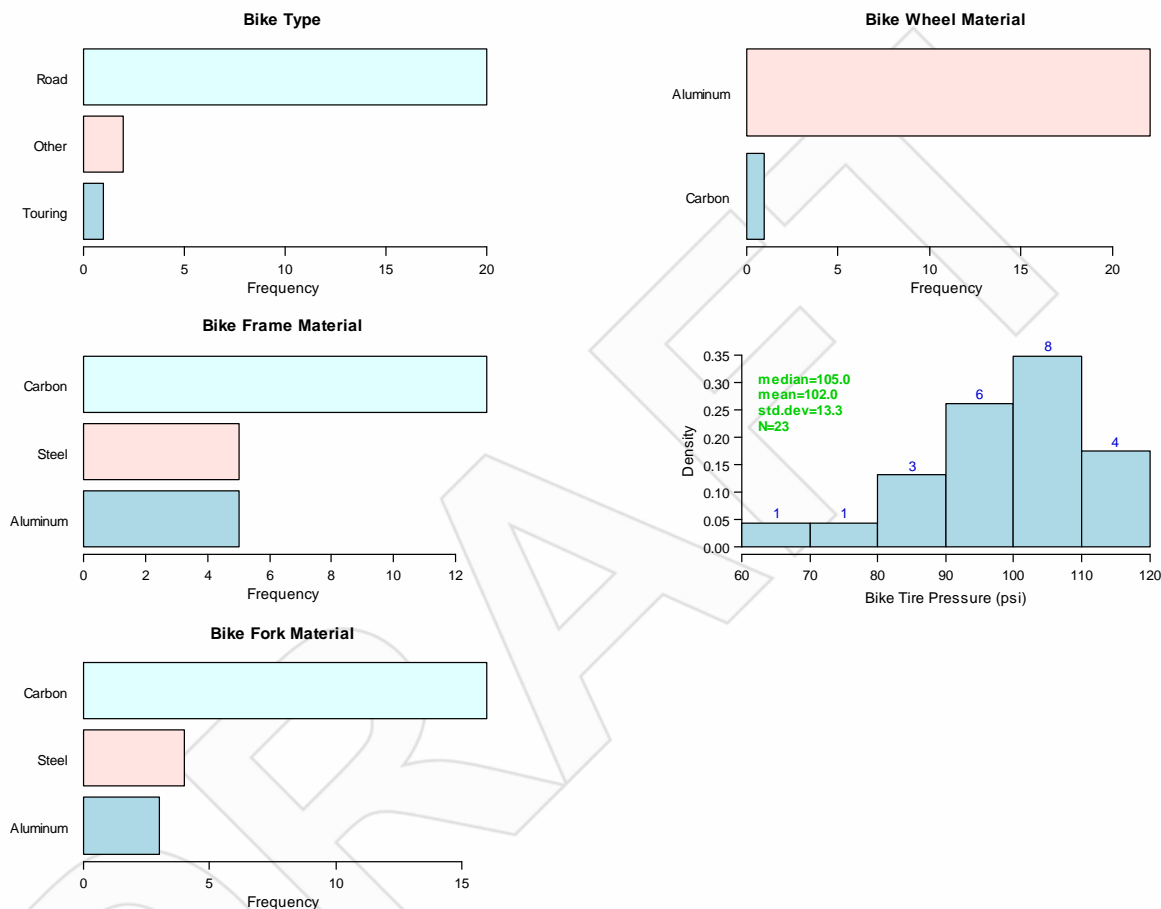 Bike Type
Road
Other
Touring
0 5 10 15 20
Frequency
Bike Wheel Material
Aluminum
Carbon
0 5 10 15 20
Frequency
Bike Frame Material
Carbon
Steel
Aluminum
0 2 4 6 8 10 12
Frequency
0.35
0.30
0.25
0.20
0.15
0.10
0.05
0.00
Density
median=105.0
mean=102.0
std.dev=13.3
N=23
1 1 3 6 8 4
60 70 80 90 100 110 120
Bike Tire Pressure (psi)
Bike Fork Material
Carbon
Steel
Aluminum
0 5 10 15
Frequency
DRAFT